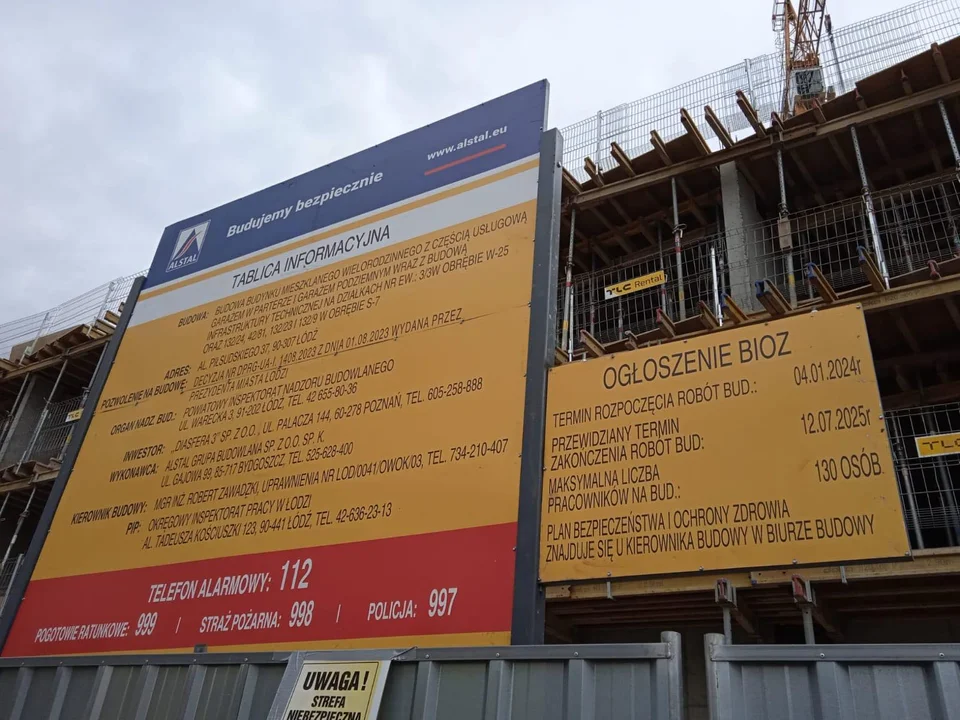 www.alstal.eu
Budujemy bezpiecznie
ALSTAL
TABLICA INFORMACYJNA
BUDOWA: BUDOWA BUDYNKU MIESZKALNEGO WIELORODZINNEGO Z CZĘŚCIĄ USŁUGOWĄ
GARAŻEM W PARTERZE I GARAŻEM PODZIEMNYM WRAZ Z BUDOWĄ
INFRASTRUKTURY TECHNICZNEJ NA DZIAŁKACH NR EW.: 3/3W OBRĘBIE W-25
ORAZ 132/24, 42/81, 132/28 I 132/9 W OBRĘBIE S-7
ADRES: AL. PIŁSUDSKIEGO 37, 90-307 ŁÓDŹ
POZWOLENIE NA BUDOWĘ: DECYZJA NR DPRG-UA-I. 1408.2023 Z DNIA 01.08.2023 WYDANA PRZEZ
PREZYDENTA MIASTA ŁODZI
ORGAN NADZ. BUD.: POWIATOWY INSPEKTORAT NADZORU BUDOWLANEGO
UL. WARECKA 3, 91-202 ŁÓDŹ, TEL. 42 655-80-36
INWESTOR: „DIASFERA 3" SP. Z O.O. , UL. PALACZA 144, 60-278 POZNAŃ, TEL. 605-258-888
WYKONAWCA: ALSTAL GRUPA BUDOWLANA SP. Z O.O. SP. K.
UL. GAJOWA 99, 85-717 BYDGOSZCZ, TEL. 525-628-400
KIEROWNIK BUDOWY: MGR INŻ. ROBERT ZAWADZKI, UPRAWNIENIA NR LOD/0041/OWOK/03, TEL. 734-210-407
PIP: OKRĘGOWY INSPEKTORAT PRACY W ŁODZI
AL. TADEUSZA KOŚCIUSZKI 123, 90-441 ŁÓDŹ, TEL. 42-636-23-13
TELEFON ALARMOWY: 112
POGOTOWIE RATUNKOWE: 999 | STRAŻ POŻARNA: 998 | POLICJA: 997
TLC Rental
OGŁOSZENIE BIOZ
TERMIN ROZPOCZĘCIA ROBÓT BUD.: 04.01.2024r
PRZEWIDZIANY TERMIN
ZAKOŃCZENIA ROBÓT BUD: 12.07.2025r
MAKSYMALNA LICZBA
PRACOWNIKÓW NA BUD.: 130 OSÓB
PLAN BEZPIECZEŃSTWA I OCHRONY ZDROWIA
ZNAJDUJE SIĘ U KIEROWNIKA BUDOWY W BIURZE BUDOWY
TLC
TLC
UWAGA!
STREFA
NIEBEZPIECZNA